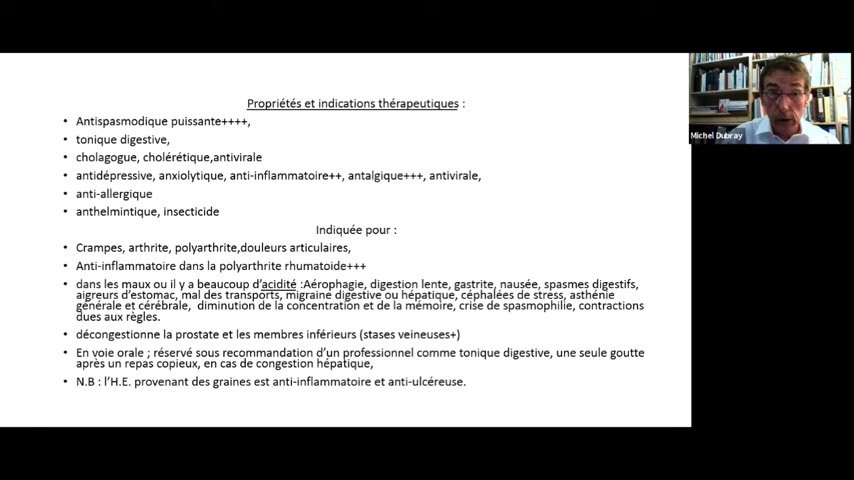 Propriétés et indications thérapeutiques :
• Antispasmodique puissante++++,
• tonique digestive,
• cholagogue, cholérétique,antivirale
• antidépressive, anxiolytique, anti-inflammatoire++, antalgique+++, antivirale,
• anti-allergique
• anthelmintique, insecticide
Indiquée pour :
• Crampes, arthrite, polyarthrite,douleurs articulaires,
• Anti-inflammatoire dans la polyarthrite rhumatoide+++
• dans les maux ou il y a beaucoup d’acidité :Aérophagie, digestion lente, gastrite, nausée, spasmes digestifs,
aigreurs d’estomac, mal des transports, migraine digestive ou hépatique, céphalées de stress, asthénie
générale et cérébrale, diminution de la concentration et de la mémoire, crise de spasmophilie, contractions
dues aux règles.
• décongestionne la prostate et les membres inférieurs (stases veineuses+)
• En voie orale ; réservé sous recommandation d’un professionnel comme tonique digestive, une seule goutte
après un repas copieux, en cas de congestion hépatique,
• N.B : l’H.E. provenant des graines est anti-inflammatoire et anti-ulcéreuse.
Michel Dubray